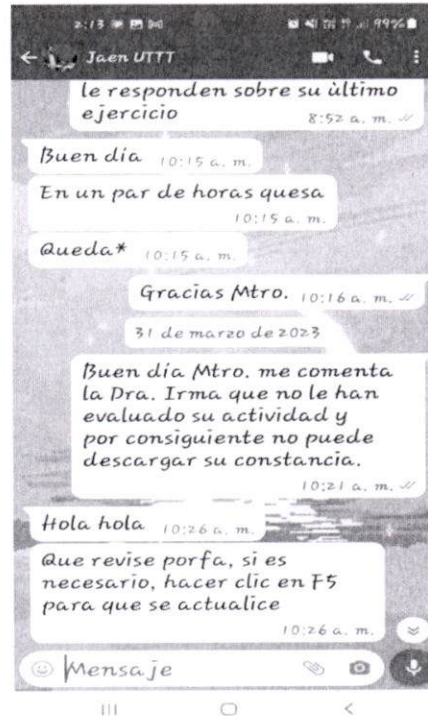 2:13 99%
Jaen UTTT
le responden sobre su ùltimo
ejercicio 8:52 a. m.
Buen día 10:15 a. m.
En un par de horas quesa
10:15 a. m.
Queda* 10:15 a. m.
Gracias Mtro. 10:16 a. m.
31 de marzo de 2023
Buen día Mtro. me comenta
la Dra. Irma que no le han
evaluado su actividad y
por consiguiente no puede
descargar su constancia.
10:21 a. m.
Hola hola 10:26 a. m.
Que revise porfa, si es
necesario, hacer clic en F5
para que se actualice
10:26 a. m.
Mensaje